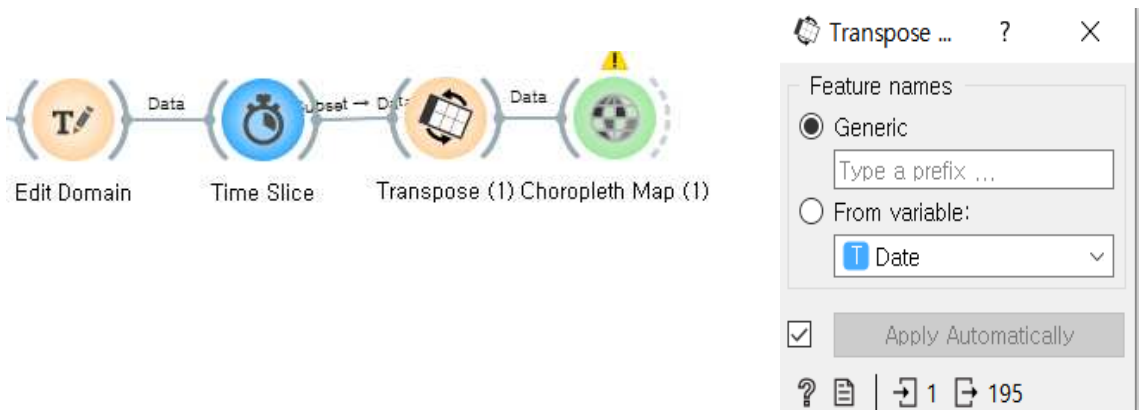 Data
Subset → Data
Data
T
Edit Domain
Time Slice
Transpose (1)
Choropleth Map (1)
Transpose ... ? ×
Feature names
Generic
Type a prefix ...
From variable:
T Date
Apply Automatically
? 1 195